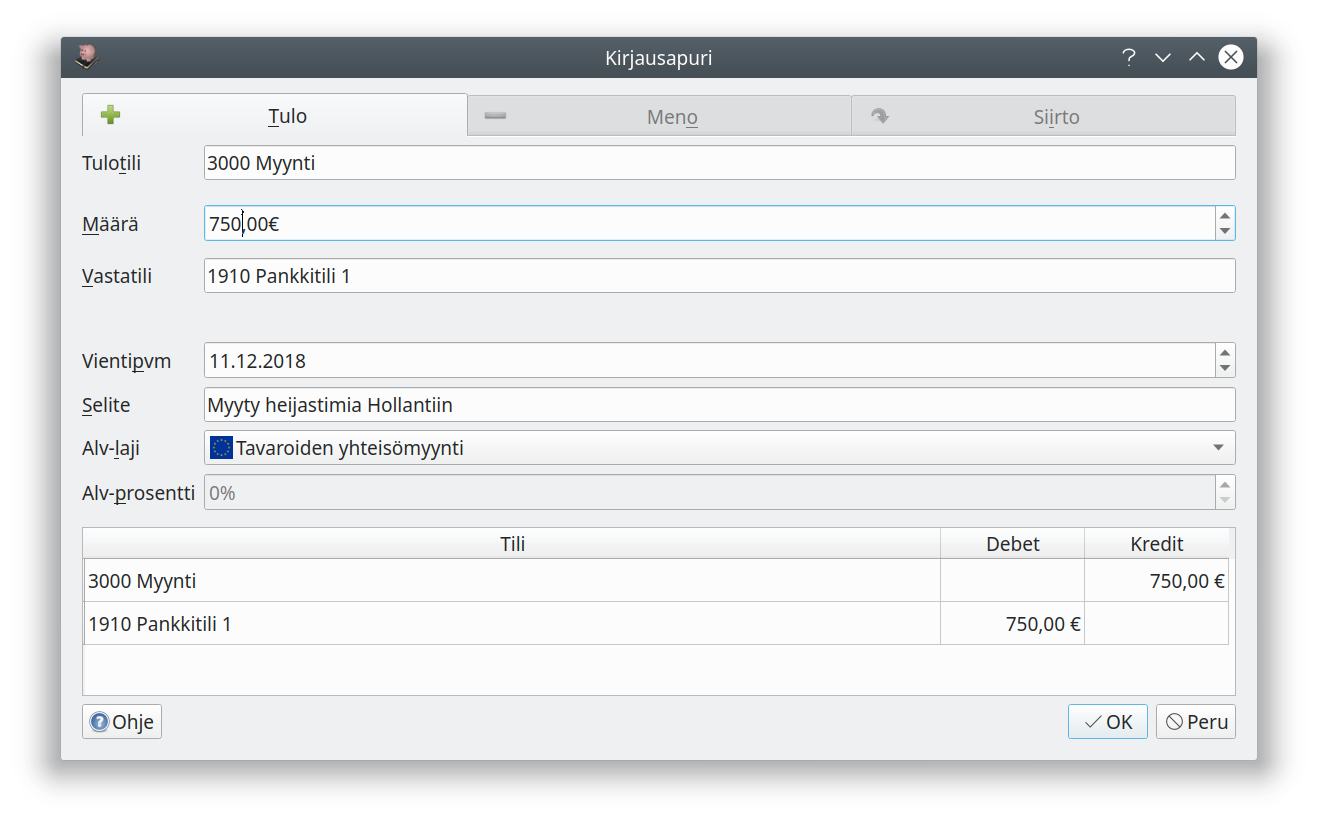 Kirjausapuri
Tulo Meno Siirto
Tulotili 3000 Myynti
Määrä 750,00€
Vastatili 1910 Pankkitili 1
Vientipvm 11.12.2018
Selite Myyty heijastimia Hollantiin
Alv-laji Tavaroiden yhteisömyynti
Alv-prosentti 0%
Tili Debet Kredit
3000 Myynti 750,00 €
1910 Pankkitili 1 750,00 €
Ohje OK Peru